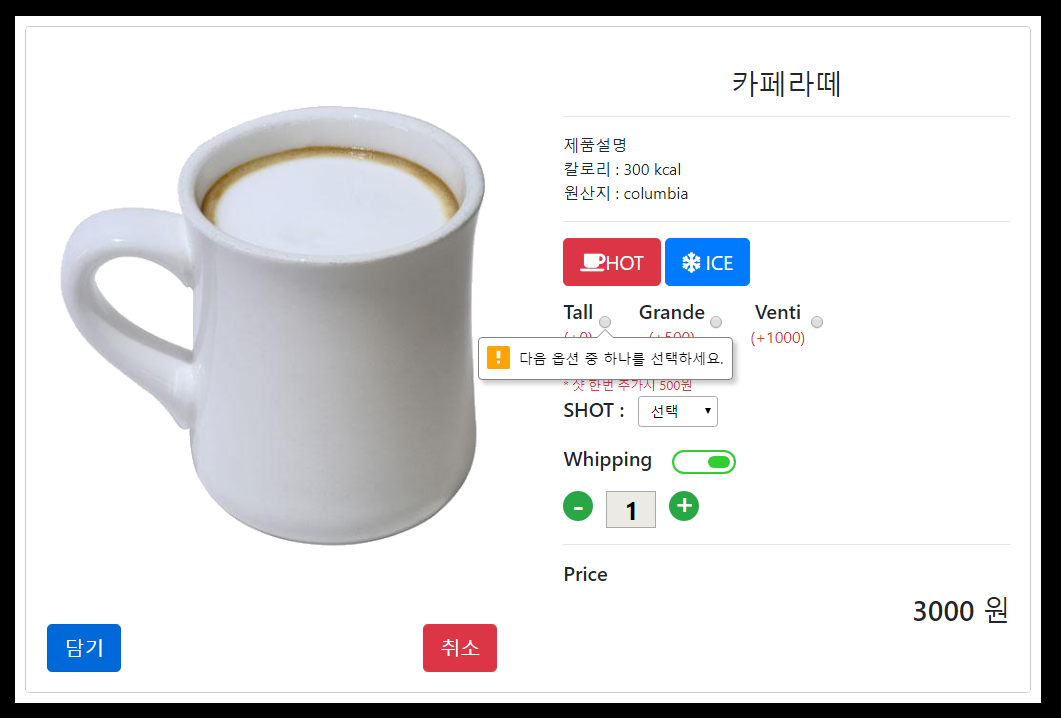 카페라떼
제품설명
칼로리 : 300 kcal
원산지 : columbia
HOT ICE
Tall Grande Venti
(+0) (+500) (+1000)
다음 옵션 중 하나를 선택하세요.
* 샷 한번 추가시 500원
SHOT : 선택
Whipping
- 1 +
Price
3000 원
담기 취소